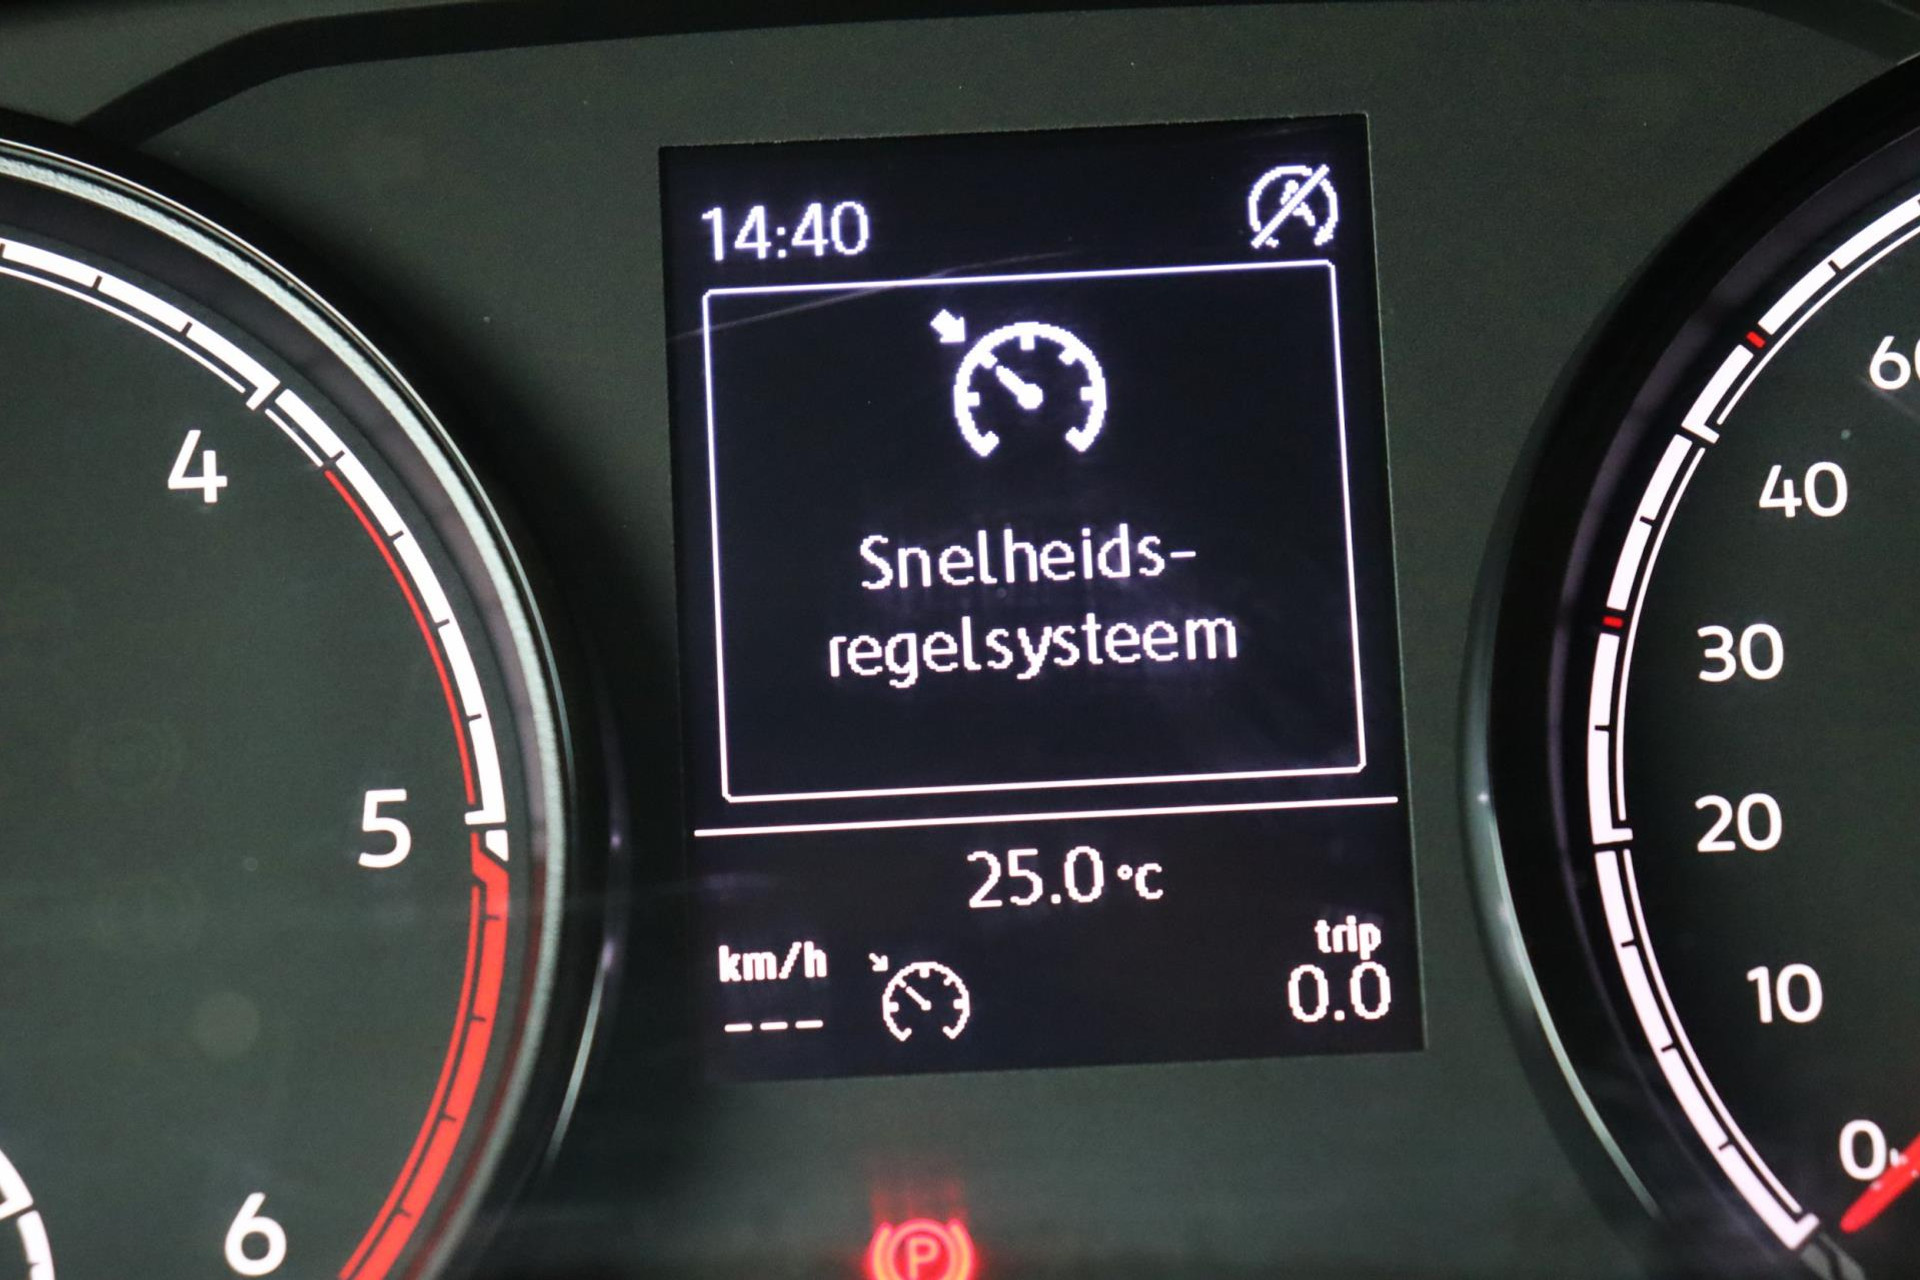 14:40
Snelheids-
regelsysteem
25.0 °C
km/h
---
trip
0.0
4
5
6
60
40
30
20
10
0
P